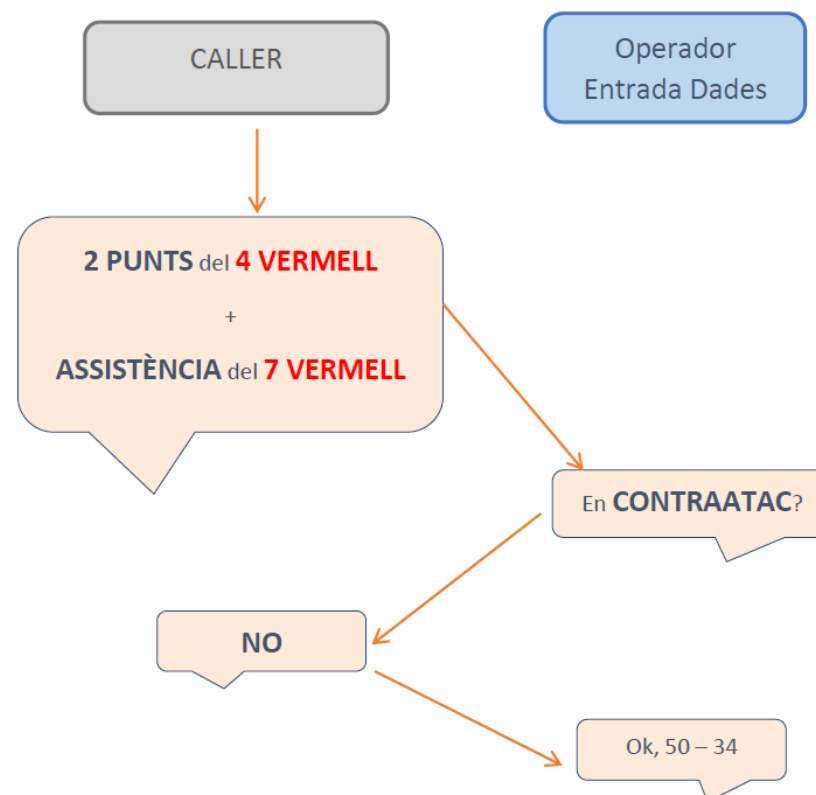 CALLER
Operador
Entrada Dades
2 PUNTS del 4 VERMELL
+
ASSISTÈNCIA del 7 VERMELL
En CONTRAATAC?
NO
Ok, 50 – 34